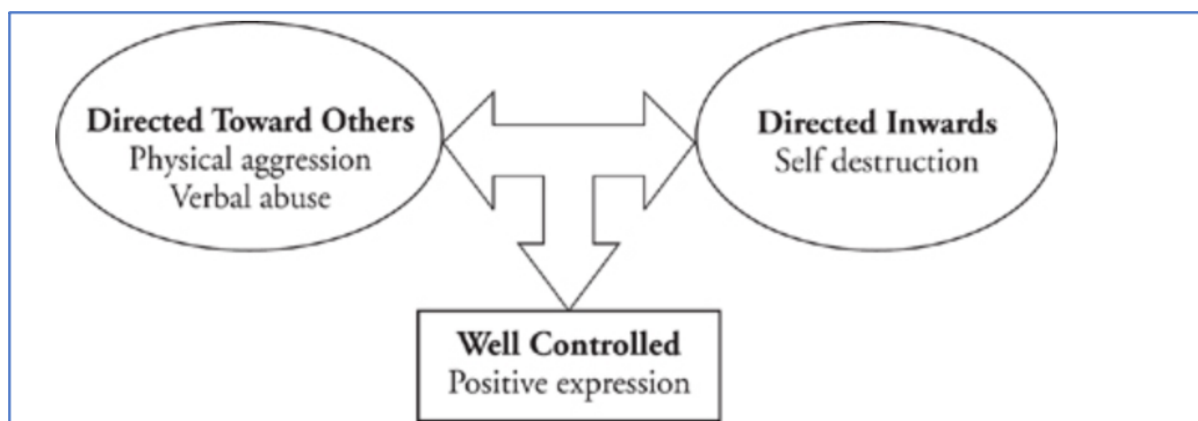 Directed Toward Others
Physical aggression
Verbal abuse
Directed Inwards
Self destruction
Well Controlled
Positive expression